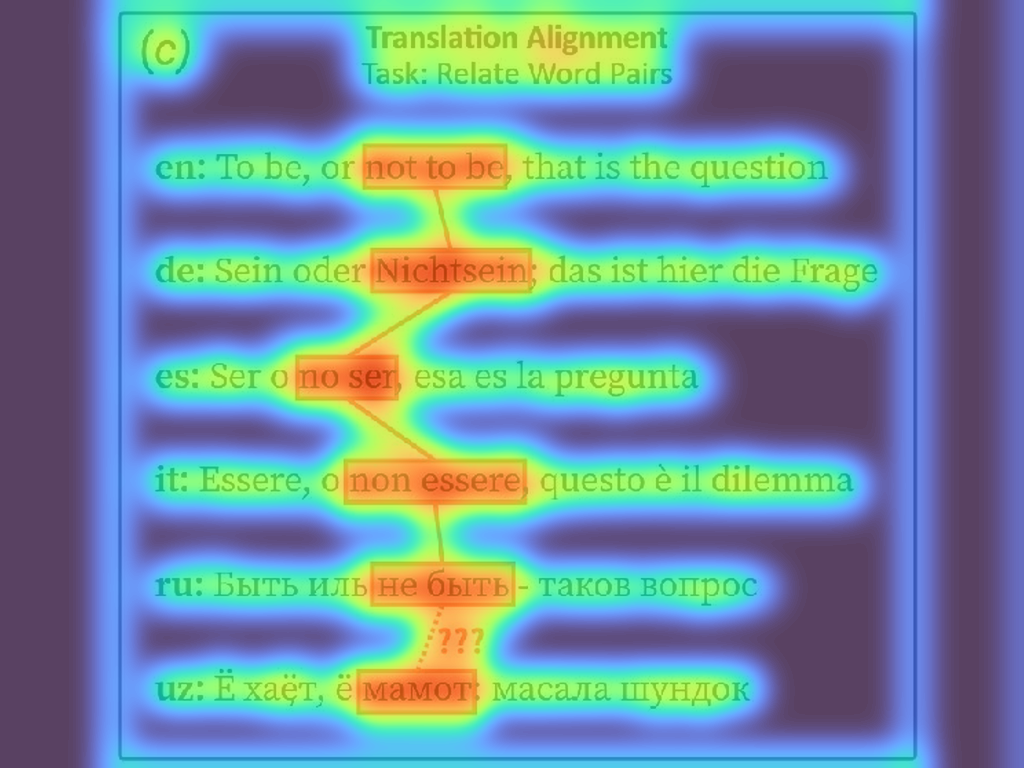 (c)
Translation Alignment
Task: Relate Word Pairs
en: To be, or not to be, that is the question
de: Sein oder Nichtsein; das ist hier die Frage
es: Ser o no ser, esa es la pregunta
it: Essere, o non essere, questo è il dilemma
ru: Быть иль не быть - таков вопрос
???
uz: Ё хаёт, ё мамот: масала шундок